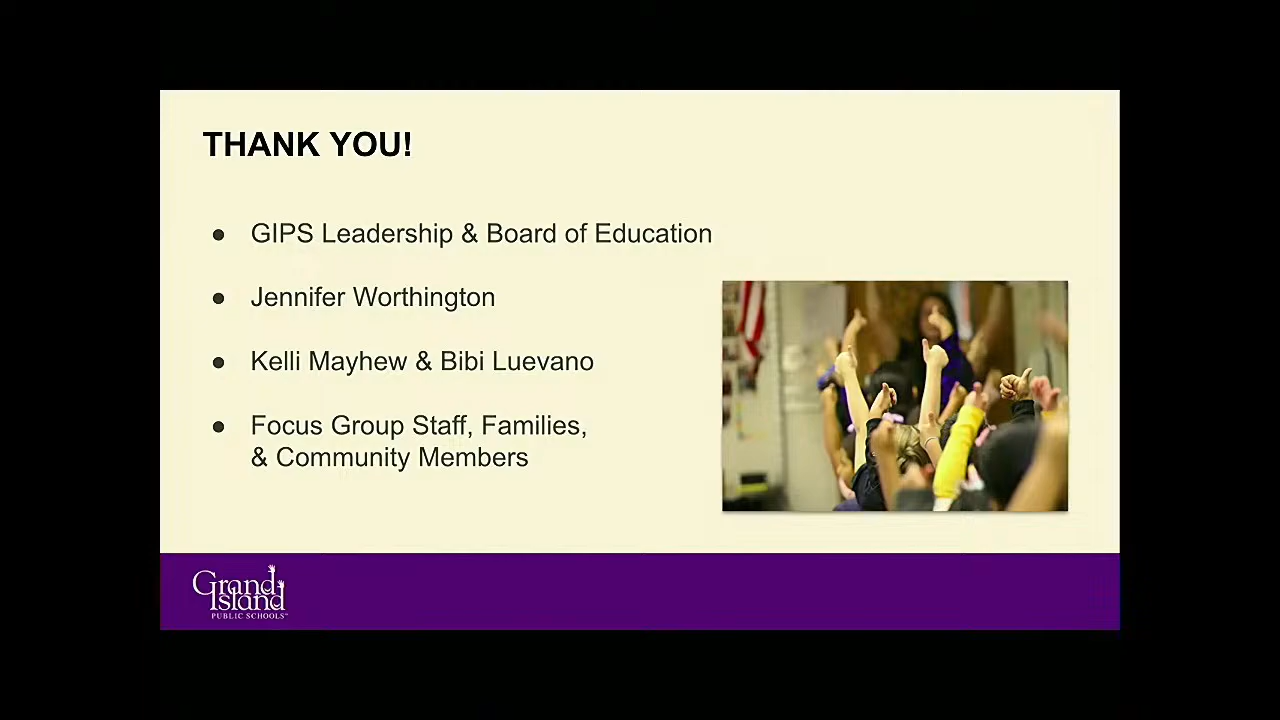 THANK YOU!
● GIPS Leadership & Board of Education
● Jennifer Worthington
● Kelli Mayhew & Bibi Luevano
● Focus Group Staff, Families,
& Community Members
Grand
Island
PUBLIC SCHOOLS